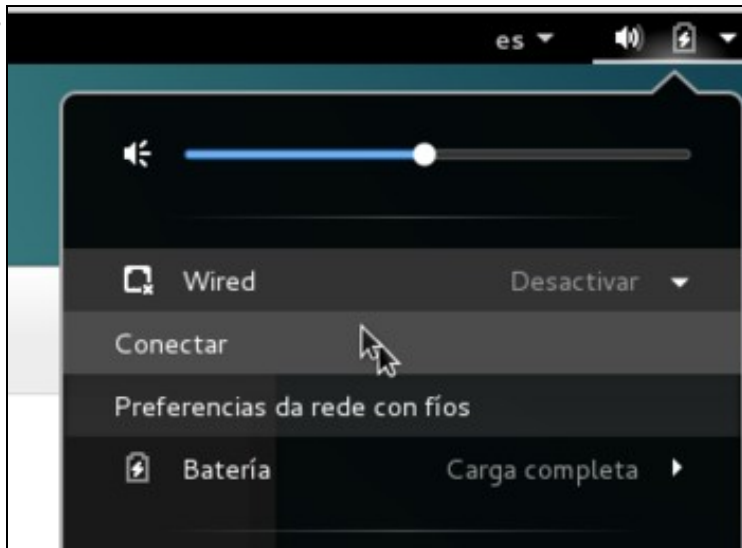 es
Wired Desactivar
Conectar
Preferencias da rede con fíos
Batería Carga completa